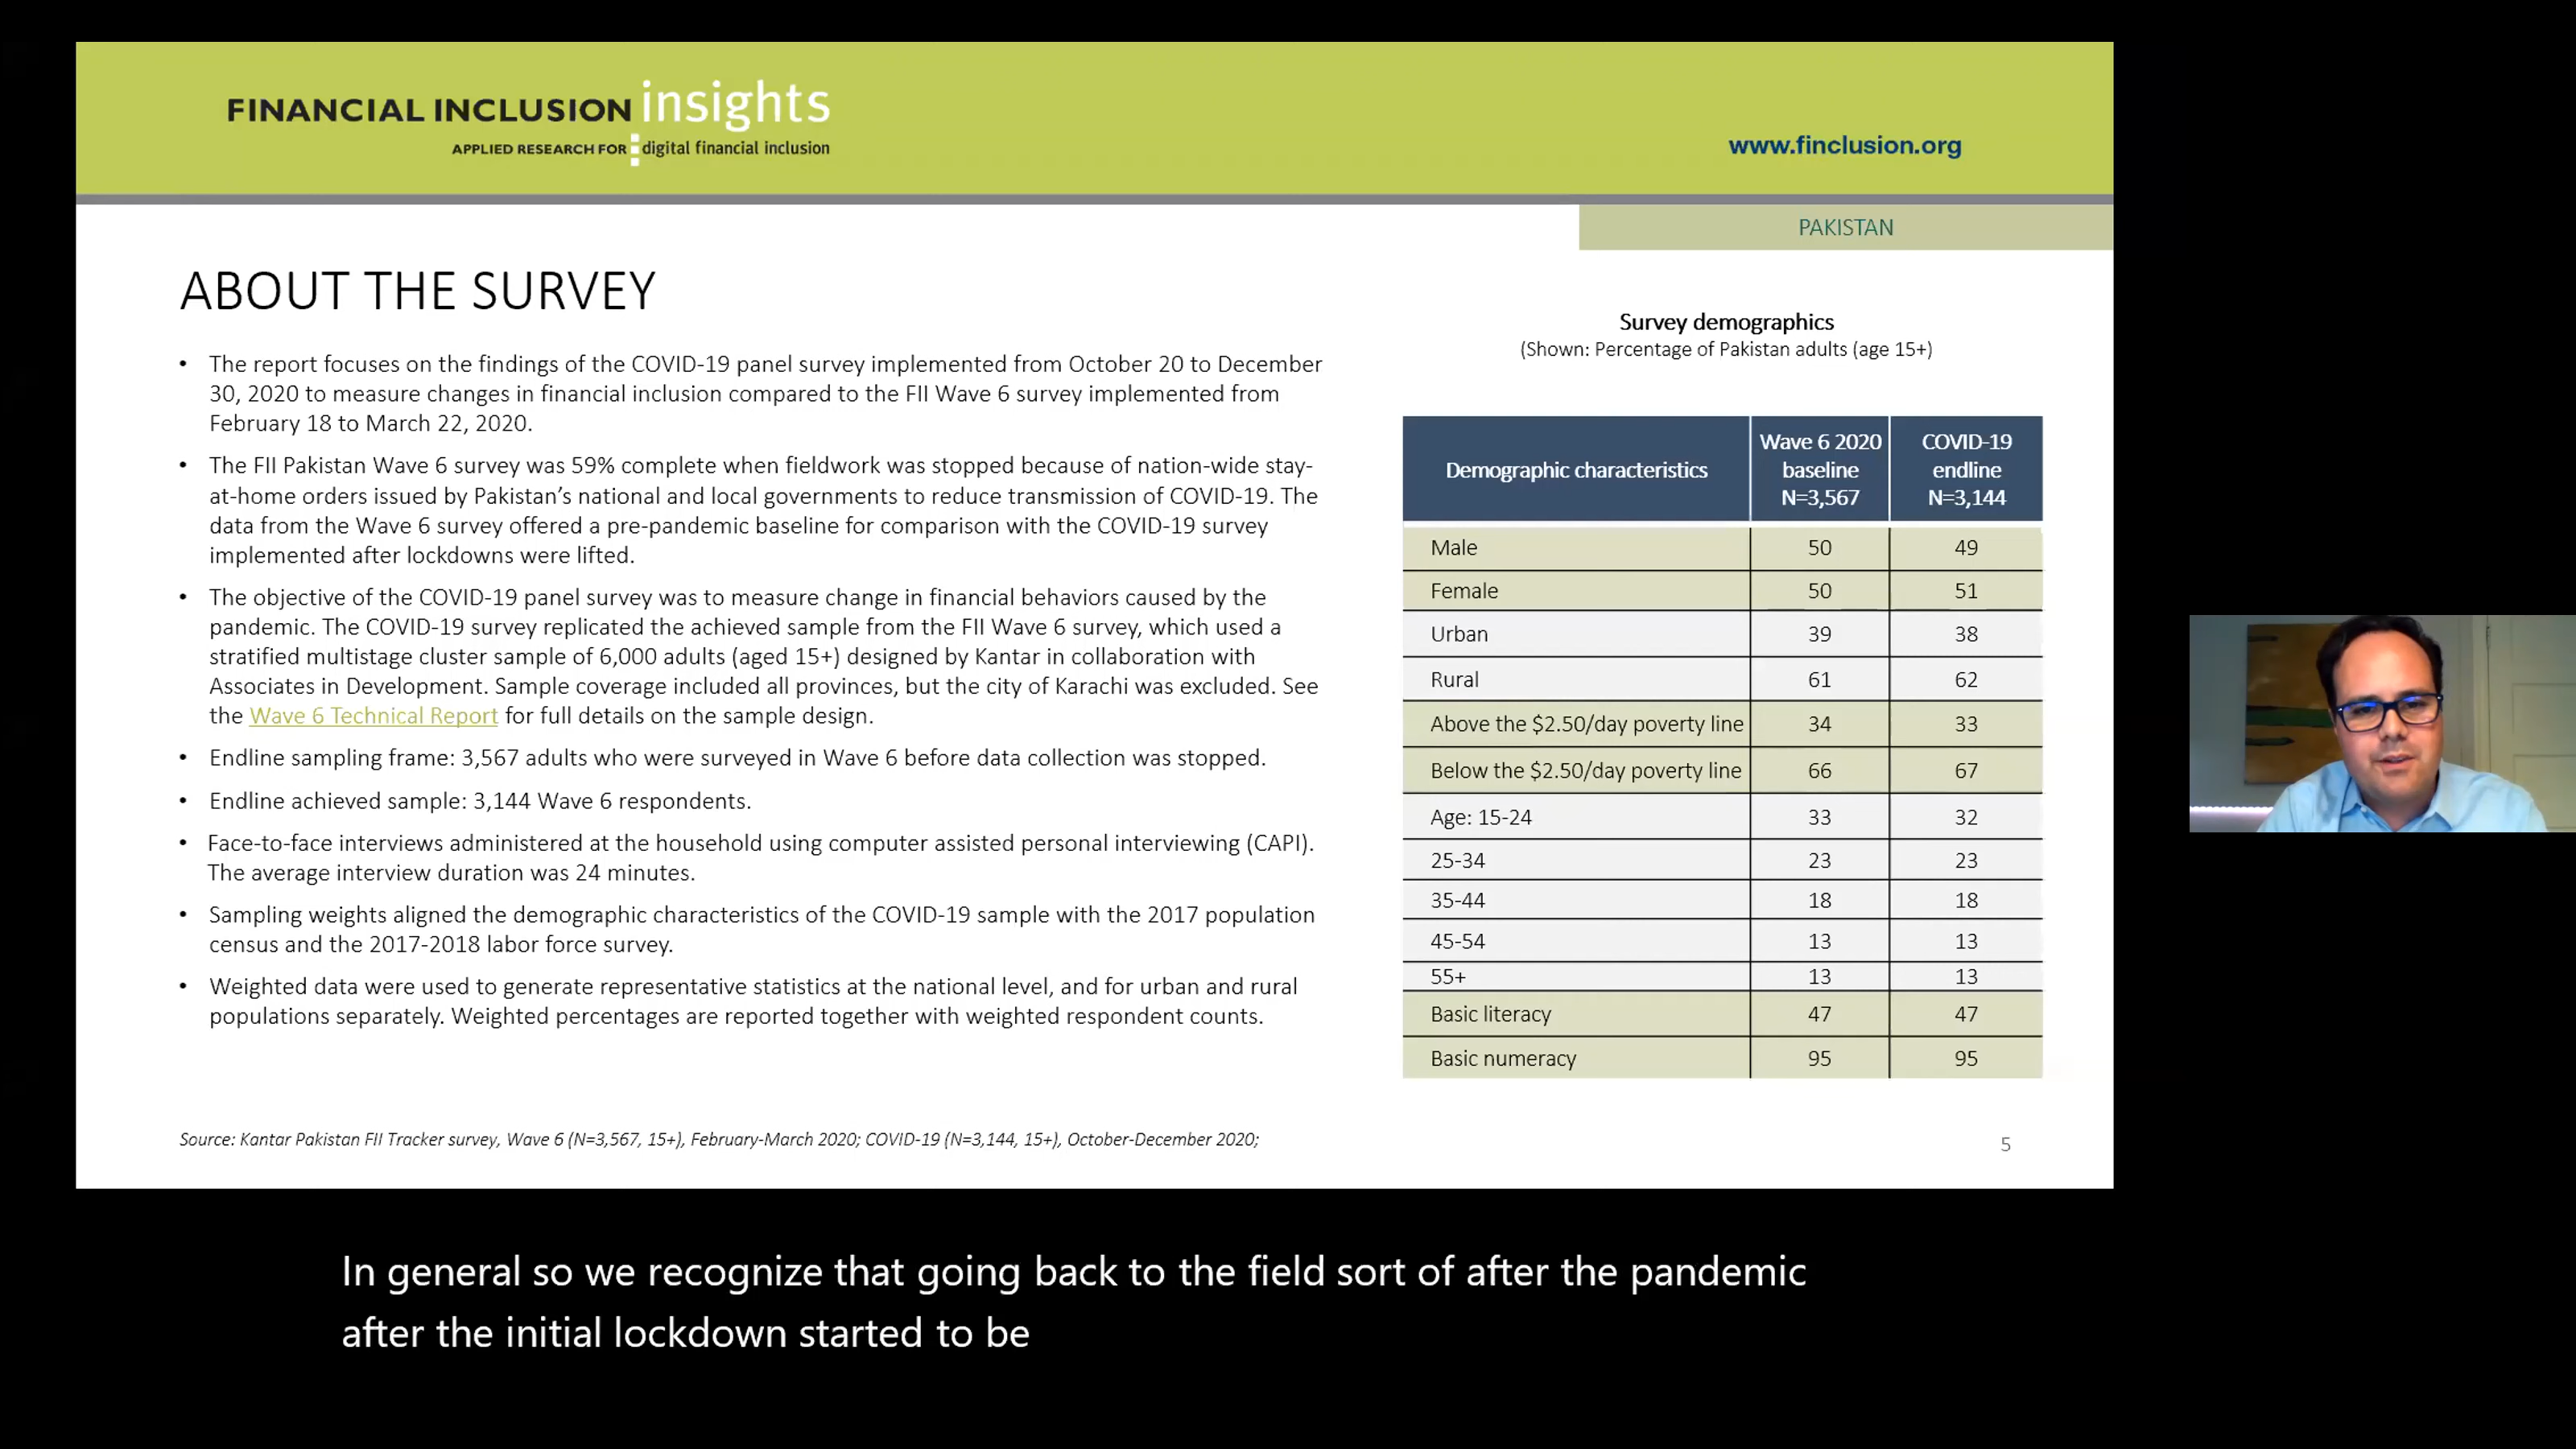 FINANCIAL INCLUSION insights
APPLIED RESEARCH FOR digital financial inclusion
www.finclusion.org
PAKISTAN
ABOUT THE SURVEY
• The report focuses on the findings of the COVID-19 panel survey implemented from October 20 to December
30, 2020 to measure changes in financial inclusion compared to the FII Wave 6 survey implemented from
February 18 to March 22, 2020.
• The FII Pakistan Wave 6 survey was 59% complete when fieldwork was stopped because of nation-wide stay-
at-home orders issued by Pakistan's national and local governments to reduce transmission of COVID-19. The
data from the Wave 6 survey offered a pre-pandemic baseline for comparison with the COVID-19 survey
implemented after lockdowns were lifted.
• The objective of the COVID-19 panel survey was to measure change in financial behaviors caused by the
pandemic. The COVID-19 survey replicated the achieved sample from the FII Wave 6 survey, which used a
stratified multistage cluster sample of 6,000 adults (aged 15+) designed by Kantar in collaboration with
Associates in Development. Sample coverage included all provinces, but the city of Karachi was excluded. See
the Wave 6 Technical Report for full details on the sample design.
• Endline sampling frame: 3,567 adults who were surveyed in Wave 6 before data collection was stopped.
• Endline achieved sample: 3,144 Wave 6 respondents.
• Face-to-face interviews administered at the household using computer assisted personal interviewing (CAPI).
The average interview duration was 24 minutes.
• Sampling weights aligned the demographic characteristics of the COVID-19 sample with the 2017 population
census and the 2017-2018 labor force survey.
• Weighted data were used to generate representative statistics at the national level, and for urban and rural
populations separately. Weighted percentages are reported together with weighted respondent counts.
Survey demographics
(Shown: Percentage of Pakistan adults (age 15+)
Demographic characteristics Wave 6 2020 baseline N=3,567 COVID-19 endline N=3,144
Male 50 49
Female 50 51
Urban 39 38
Rural 61 62
Above the $2.50/day poverty line 34 33
Below the $2.50/day poverty line 66 67
Age: 15-24 33 32
25-34 23 23
35-44 18 18
45-54 13 13
55+ 13 13
Basic literacy 47 47
Basic numeracy 95 95
Source: Kantar Pakistan FII Tracker survey, Wave 6 (N=3,567, 15+), February-March 2020; COVID-19 (N=3,144, 15+), October-December 2020;
5
In general so we recognize that going back to the field sort of after the pandemic
after the initial lockdown started to be